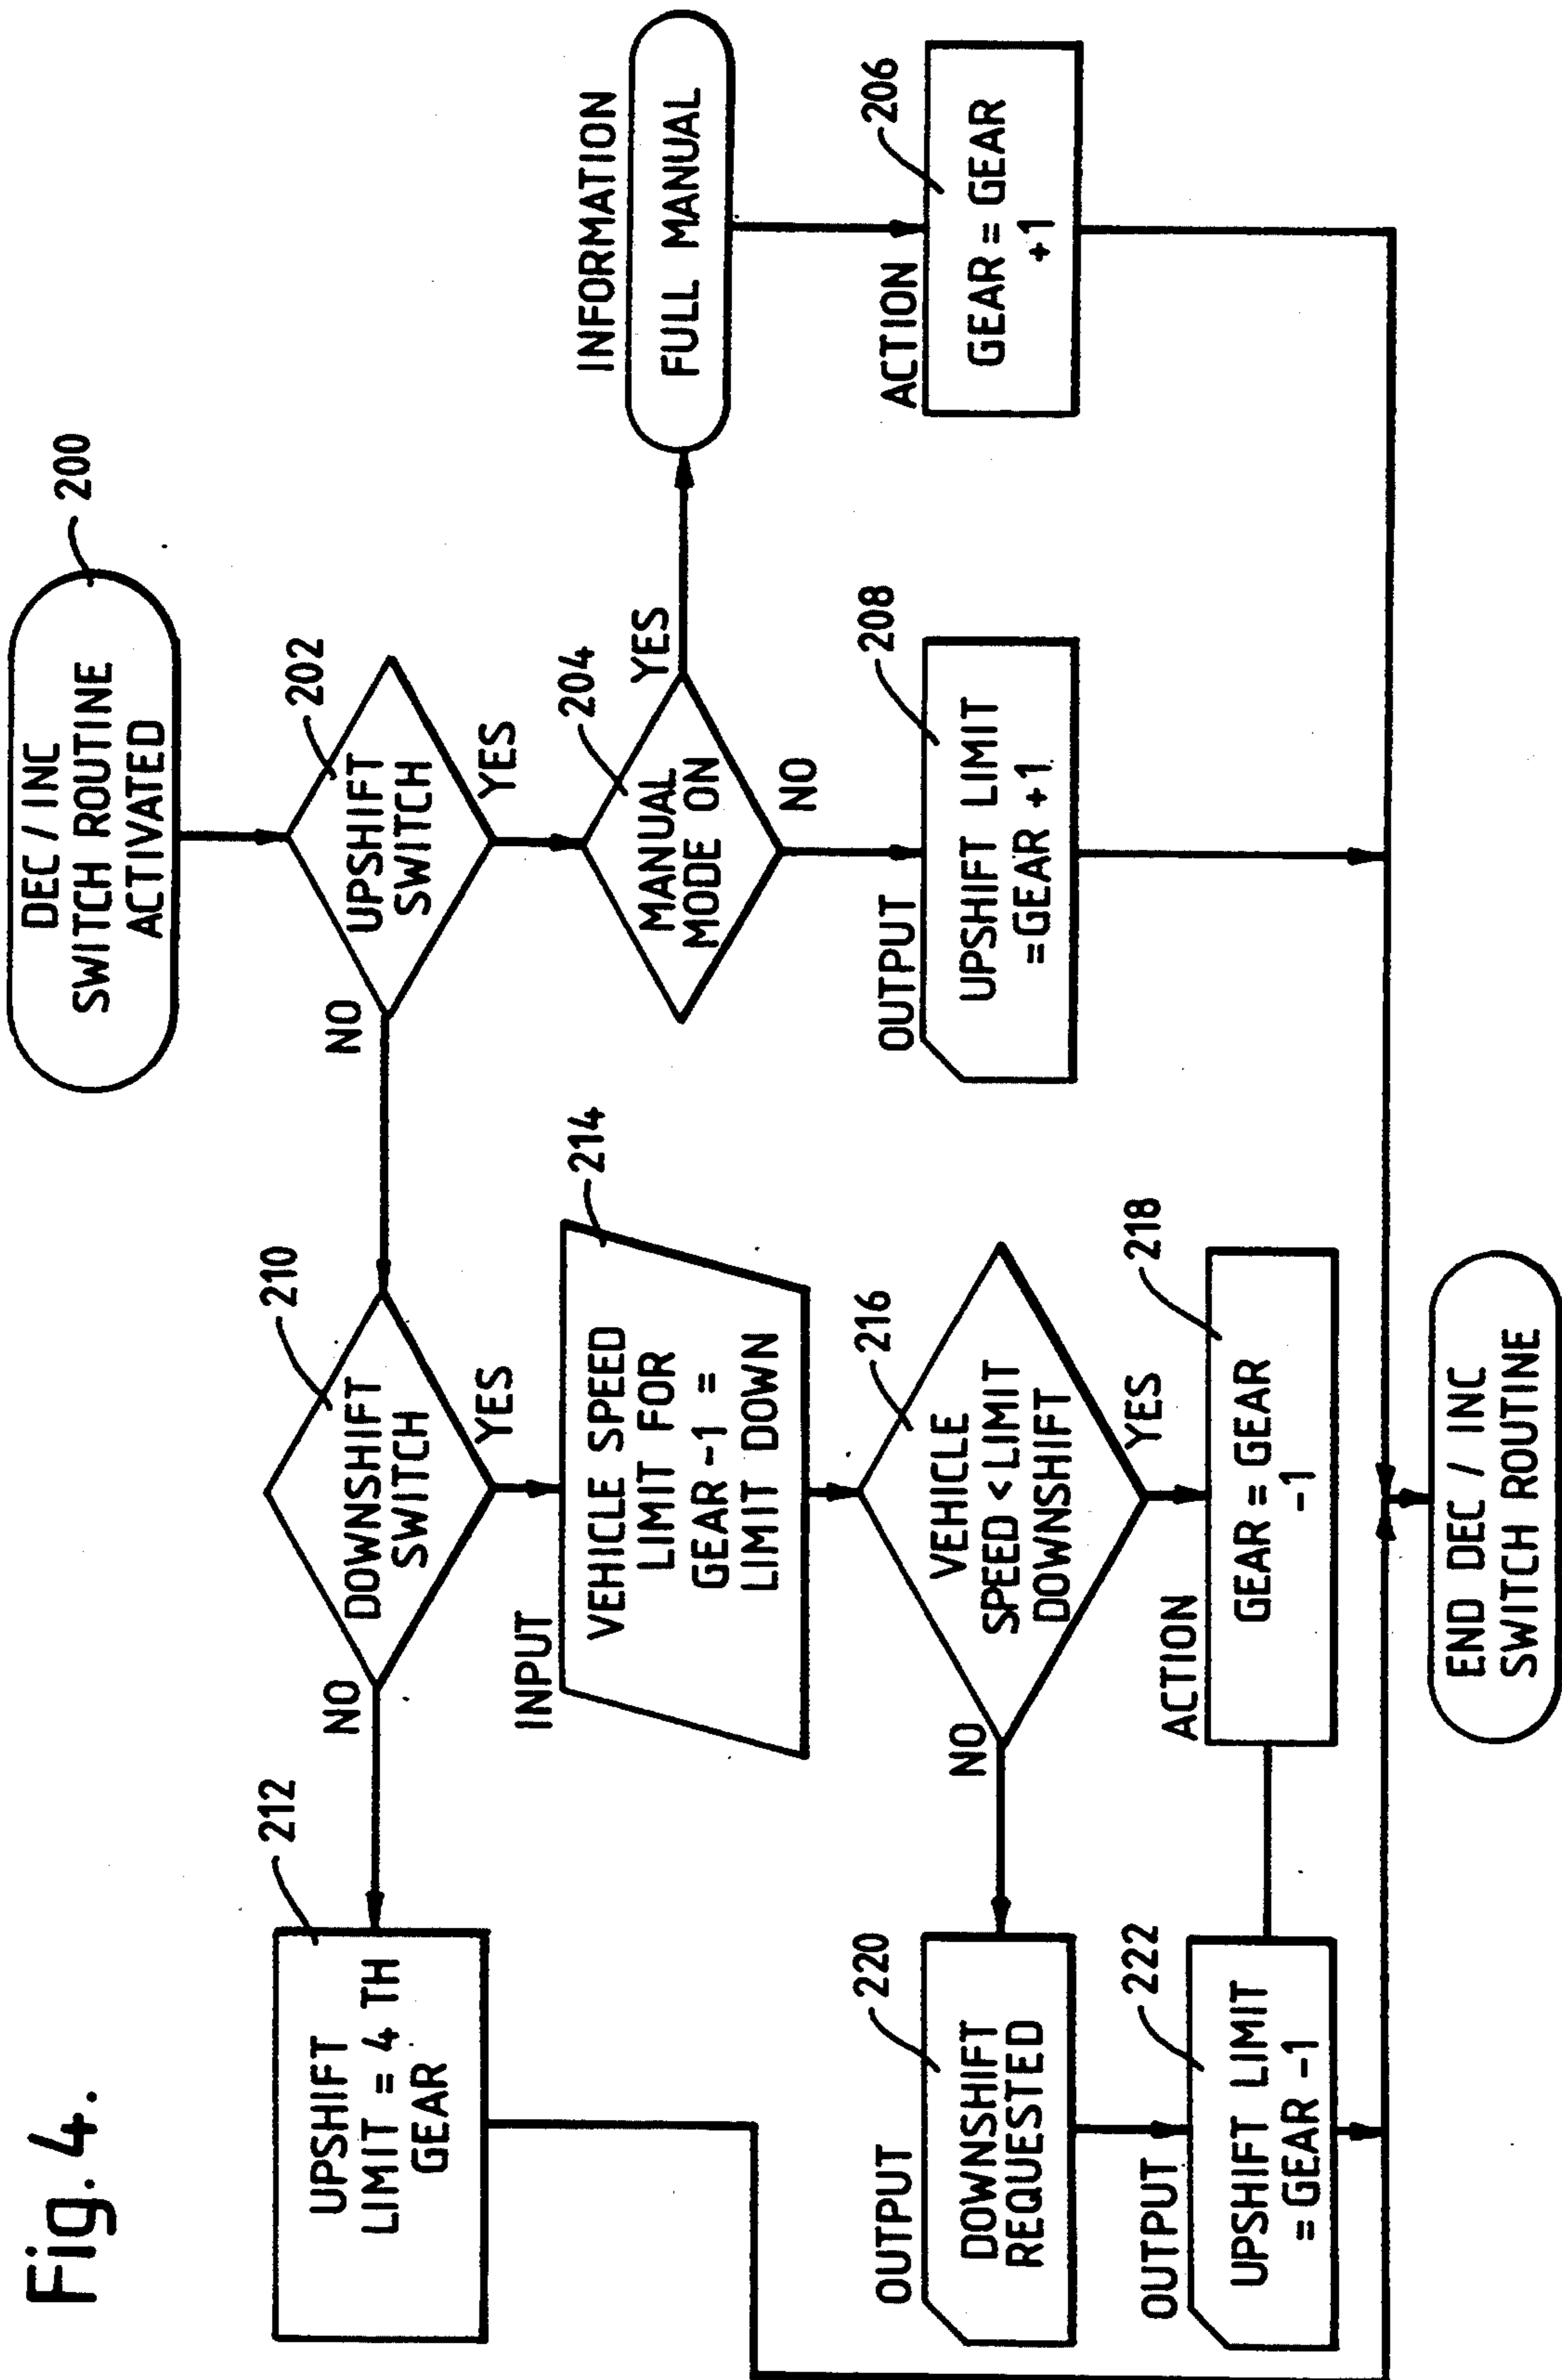 Fig. 4.
DEC / INC
SWITCH ROUTINE
ACTIVATED
200
UPSHIFT
SWITCH
202
NO
YES
MANUAL
MODE ON
204
YES
NO
INFORMATION
FULL MANUAL
ACTION
GEAR = GEAR
+1
206
OUTPUT
UPSHIFT LIMIT
=GEAR +1
208
DOWNSHIFT
SWITCH
210
NO
YES
UPSHIFT
LIMIT = 4 TH
GEAR
212
INPUT
VEHICLE SPEED
LIMIT FOR
GEAR -1 =
LIMIT DOWN
214
VEHICLE
SPEED < LIMIT
DOWNSHIFT
216
NO
YES
ACTION
GEAR = GEAR
-1
218
OUTPUT
DOWNSHIFT
REQUESTED
220
OUTPUT
UPSHIFT LIMIT
= GEAR -1
222
END DEC / INC
SWITCH ROUTINE